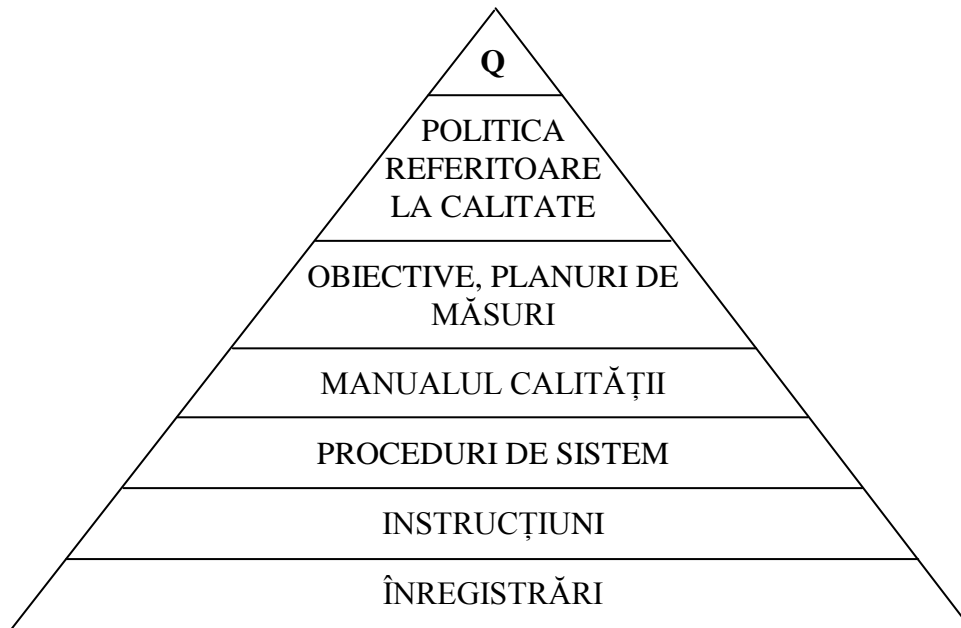 Q
POLITICA
REFERITOARE
LA CALITATE
OBIECTIVE, PLANURI DE
MĂSURI
MANUALUL CALITĂȚII
PROCEDURI DE SISTEM
INSTRUCȚIUNI
ÎNREGISTRĂRI